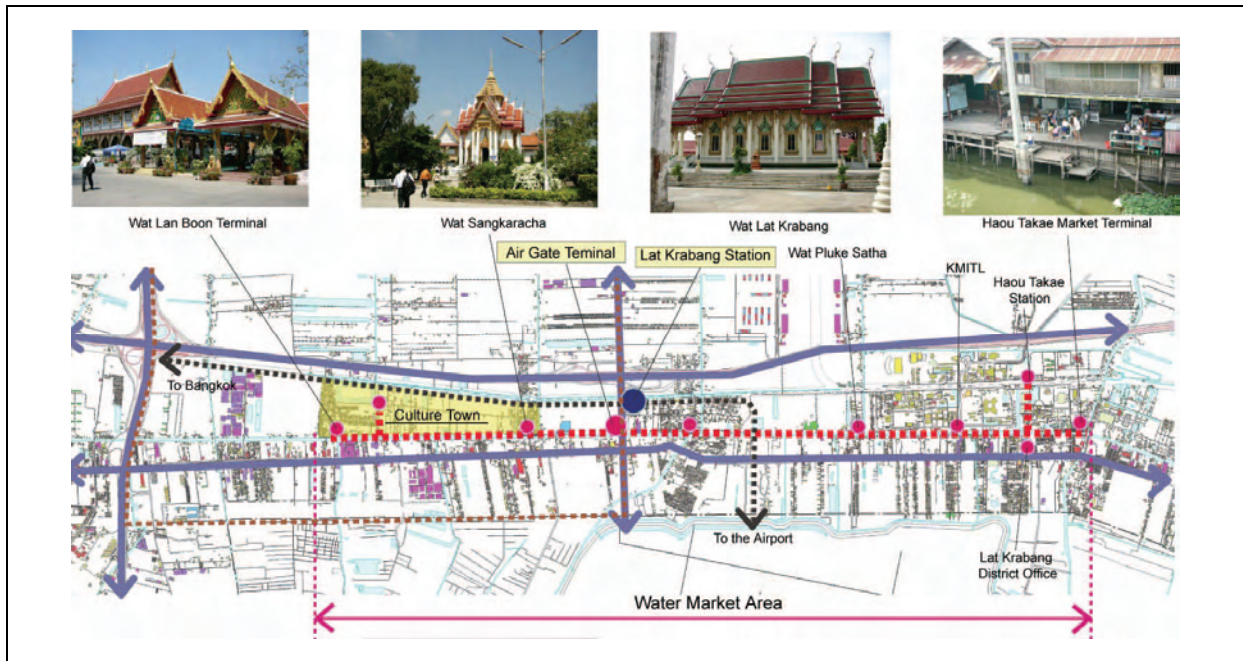 Wat Lan Boon Terminal
Wat Sangkaracha
Wat Lat Krabang
Haou Takae Market Terminal
Air Gate Teminal
Lat Krabang Station
Wat Pluke Satha
KMITL
Haou Takae
Station
To Bangkok
Culture Town
To the Airport
Lat Krabang
District Office
Water Market Area